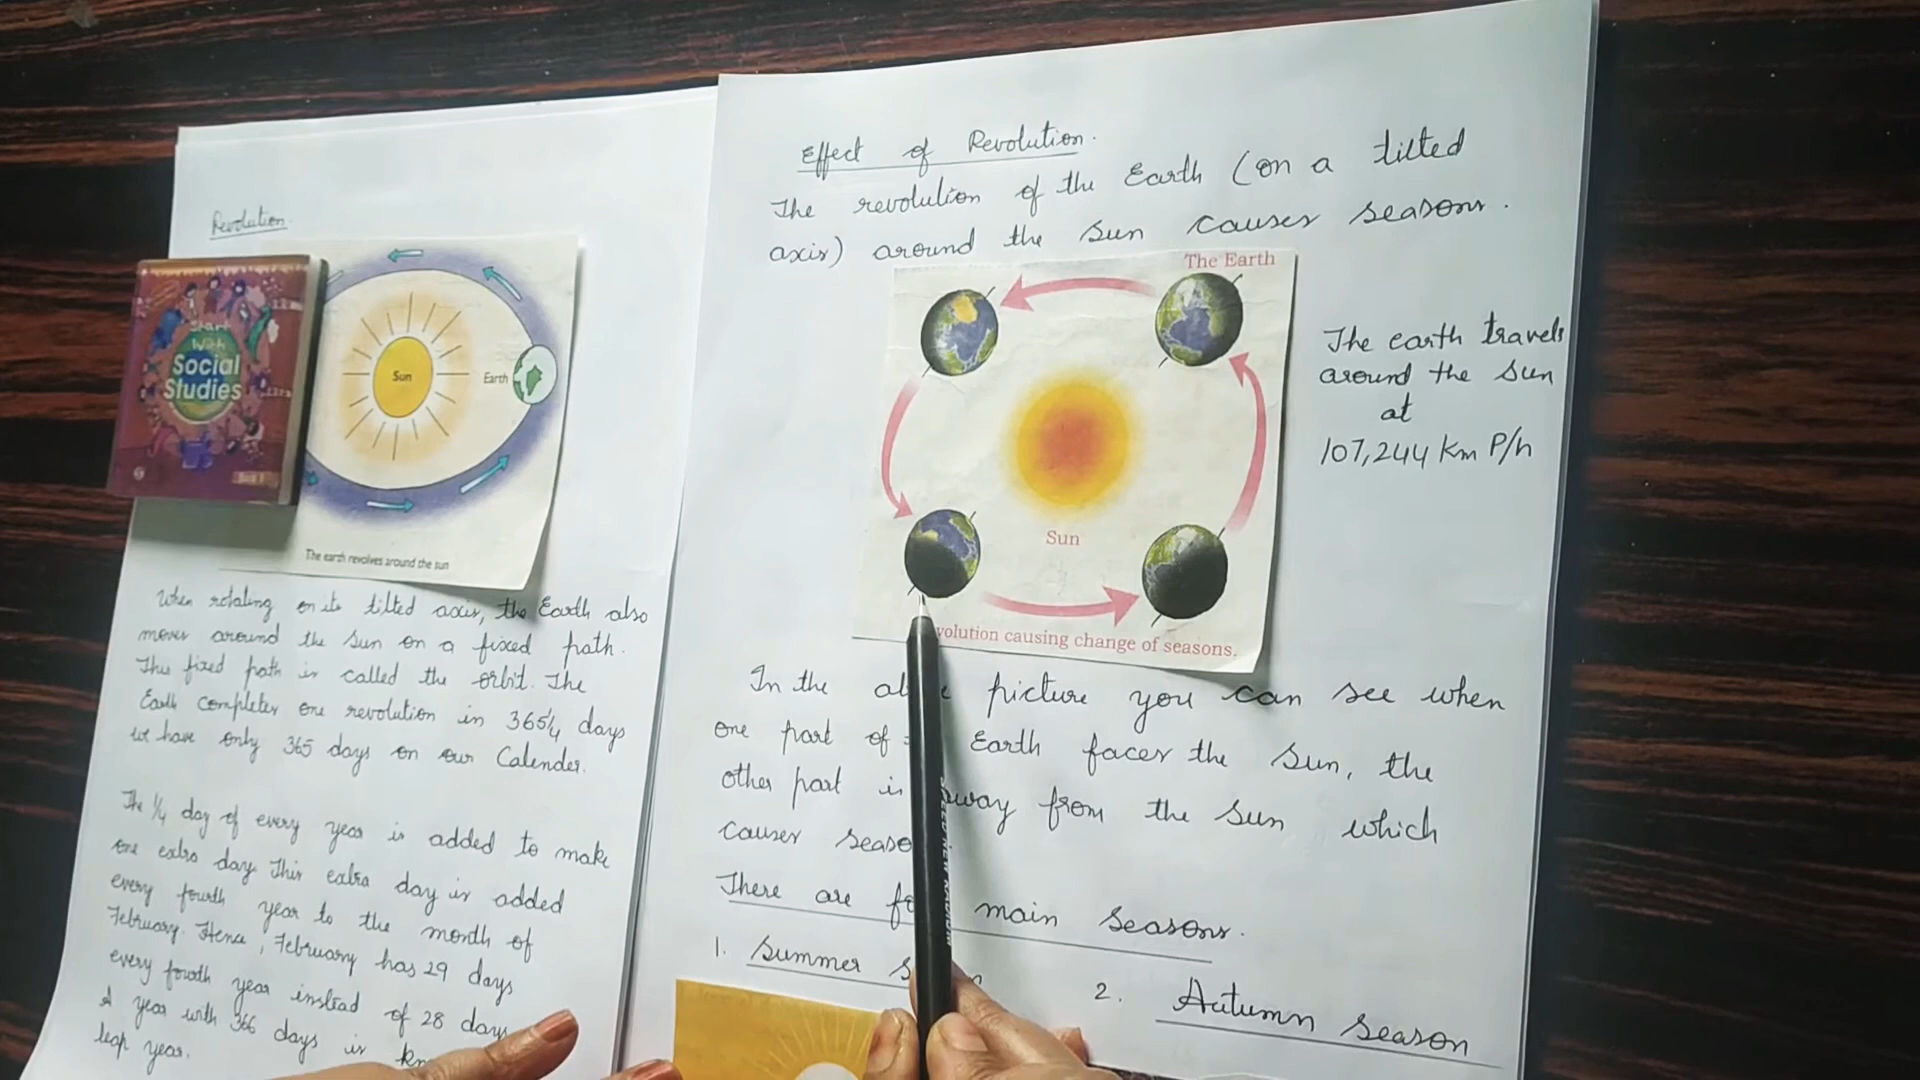 Revolution.
Start
With
Social
Studies
Sun
Earth
The earth revolves around the sun
When rotating on its tilted axis, the Earth also
moves around the sun on a fixed path.
This fixed path is called the orbit. The
Earth completes one revolution in 365¼ days
we have only 365 days on our Calender.
The ¼ day of every year is added to make
one extra day. This extra day is added
every fourth year to the month of
February. Hence, February has 29 days
every fourth year instead of 28 days
A year with 366 days is
leap year.
Effect of Revolution.
The revolution of the Earth (on a tilted
axis) around the sun causes seasons.
The Earth
Sun
volution causing change of seasons.
The earth travels
around the sun
at
107,244 Km P/h
In the picture you can see when
one part of Earth faces the Sun, the
other part is away from the Sun which
causes
There are main seasons.
1. Summer
2. Autumn season